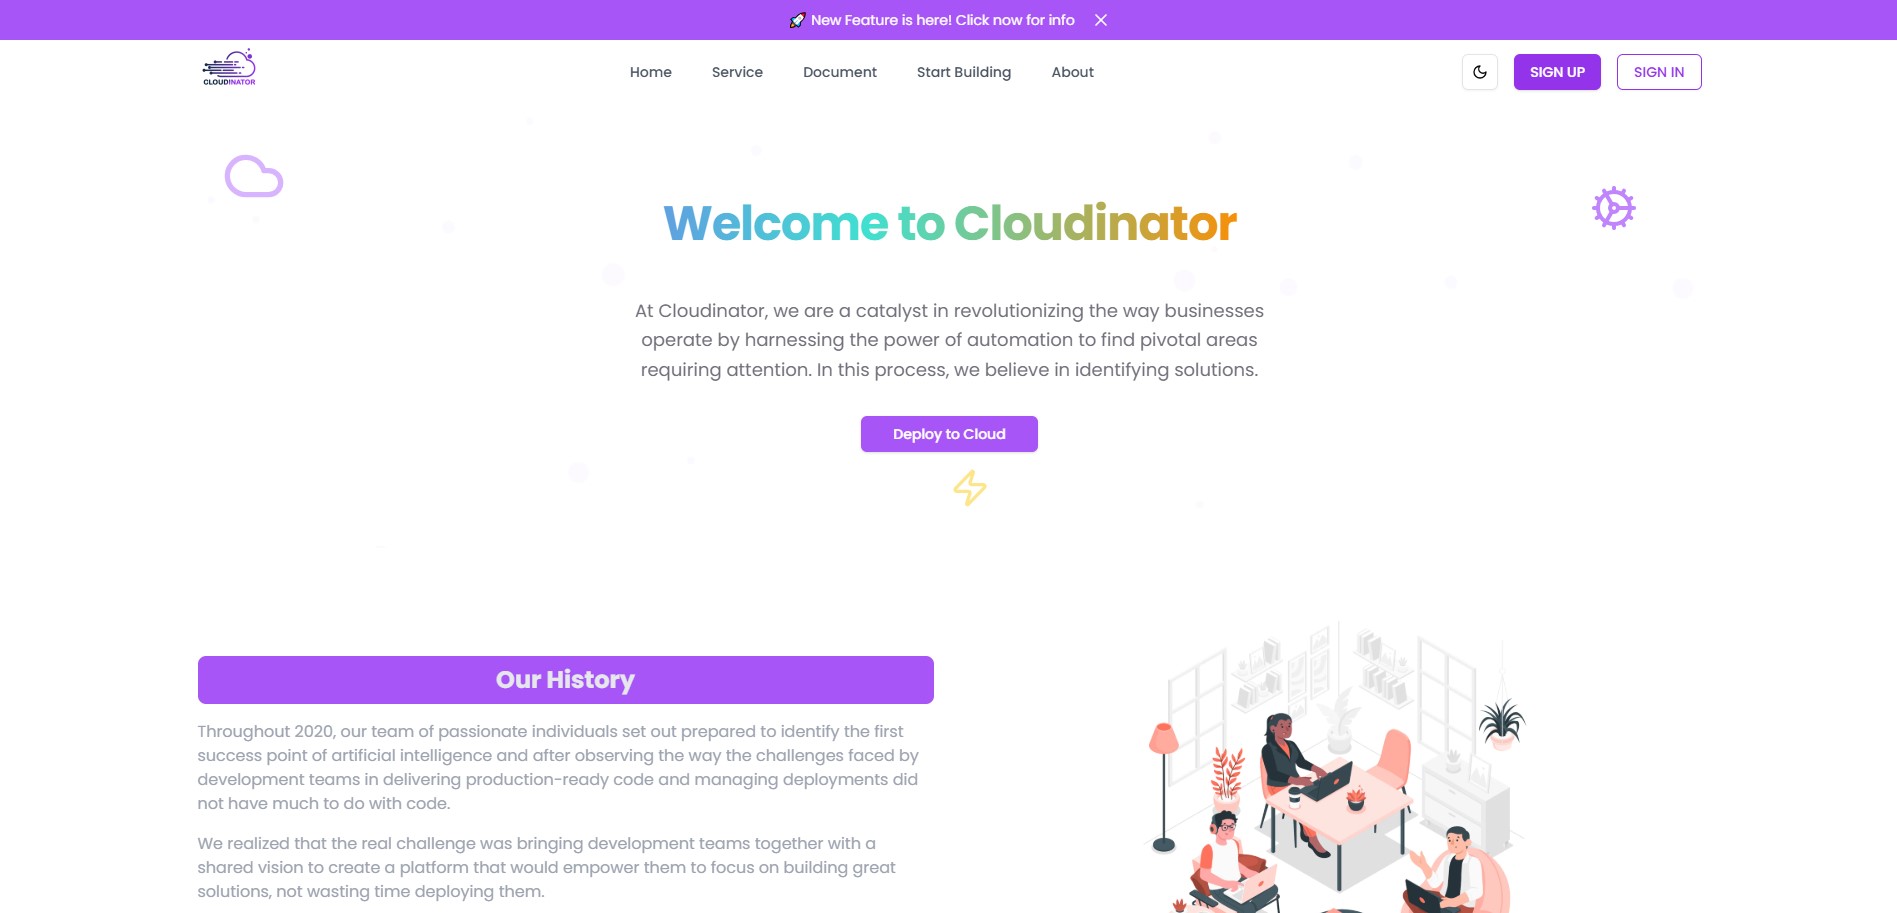 🚀 New Feature is here! Click now for info
CLOUDINATOR
Home
Service
Document
Start Building
About
SIGN UP
SIGN IN
Welcome to Cloudinator
At Cloudinator, we are a catalyst in revolutionizing the way businesses
operate by harnessing the power of automation to find pivotal areas
requiring attention. In this process, we believe in identifying solutions.
Deploy to Cloud
Our History
Throughout 2020, our team of passionate individuals set out prepared to identify the first
success point of artificial intelligence and after observing the way the challenges faced by
development teams in delivering production-ready code and managing deployments did
not have much to do with code.
We realized that the real challenge was bringing development teams together with a
shared vision to create a platform that would empower them to focus on building great
solutions, not wasting time deploying them.